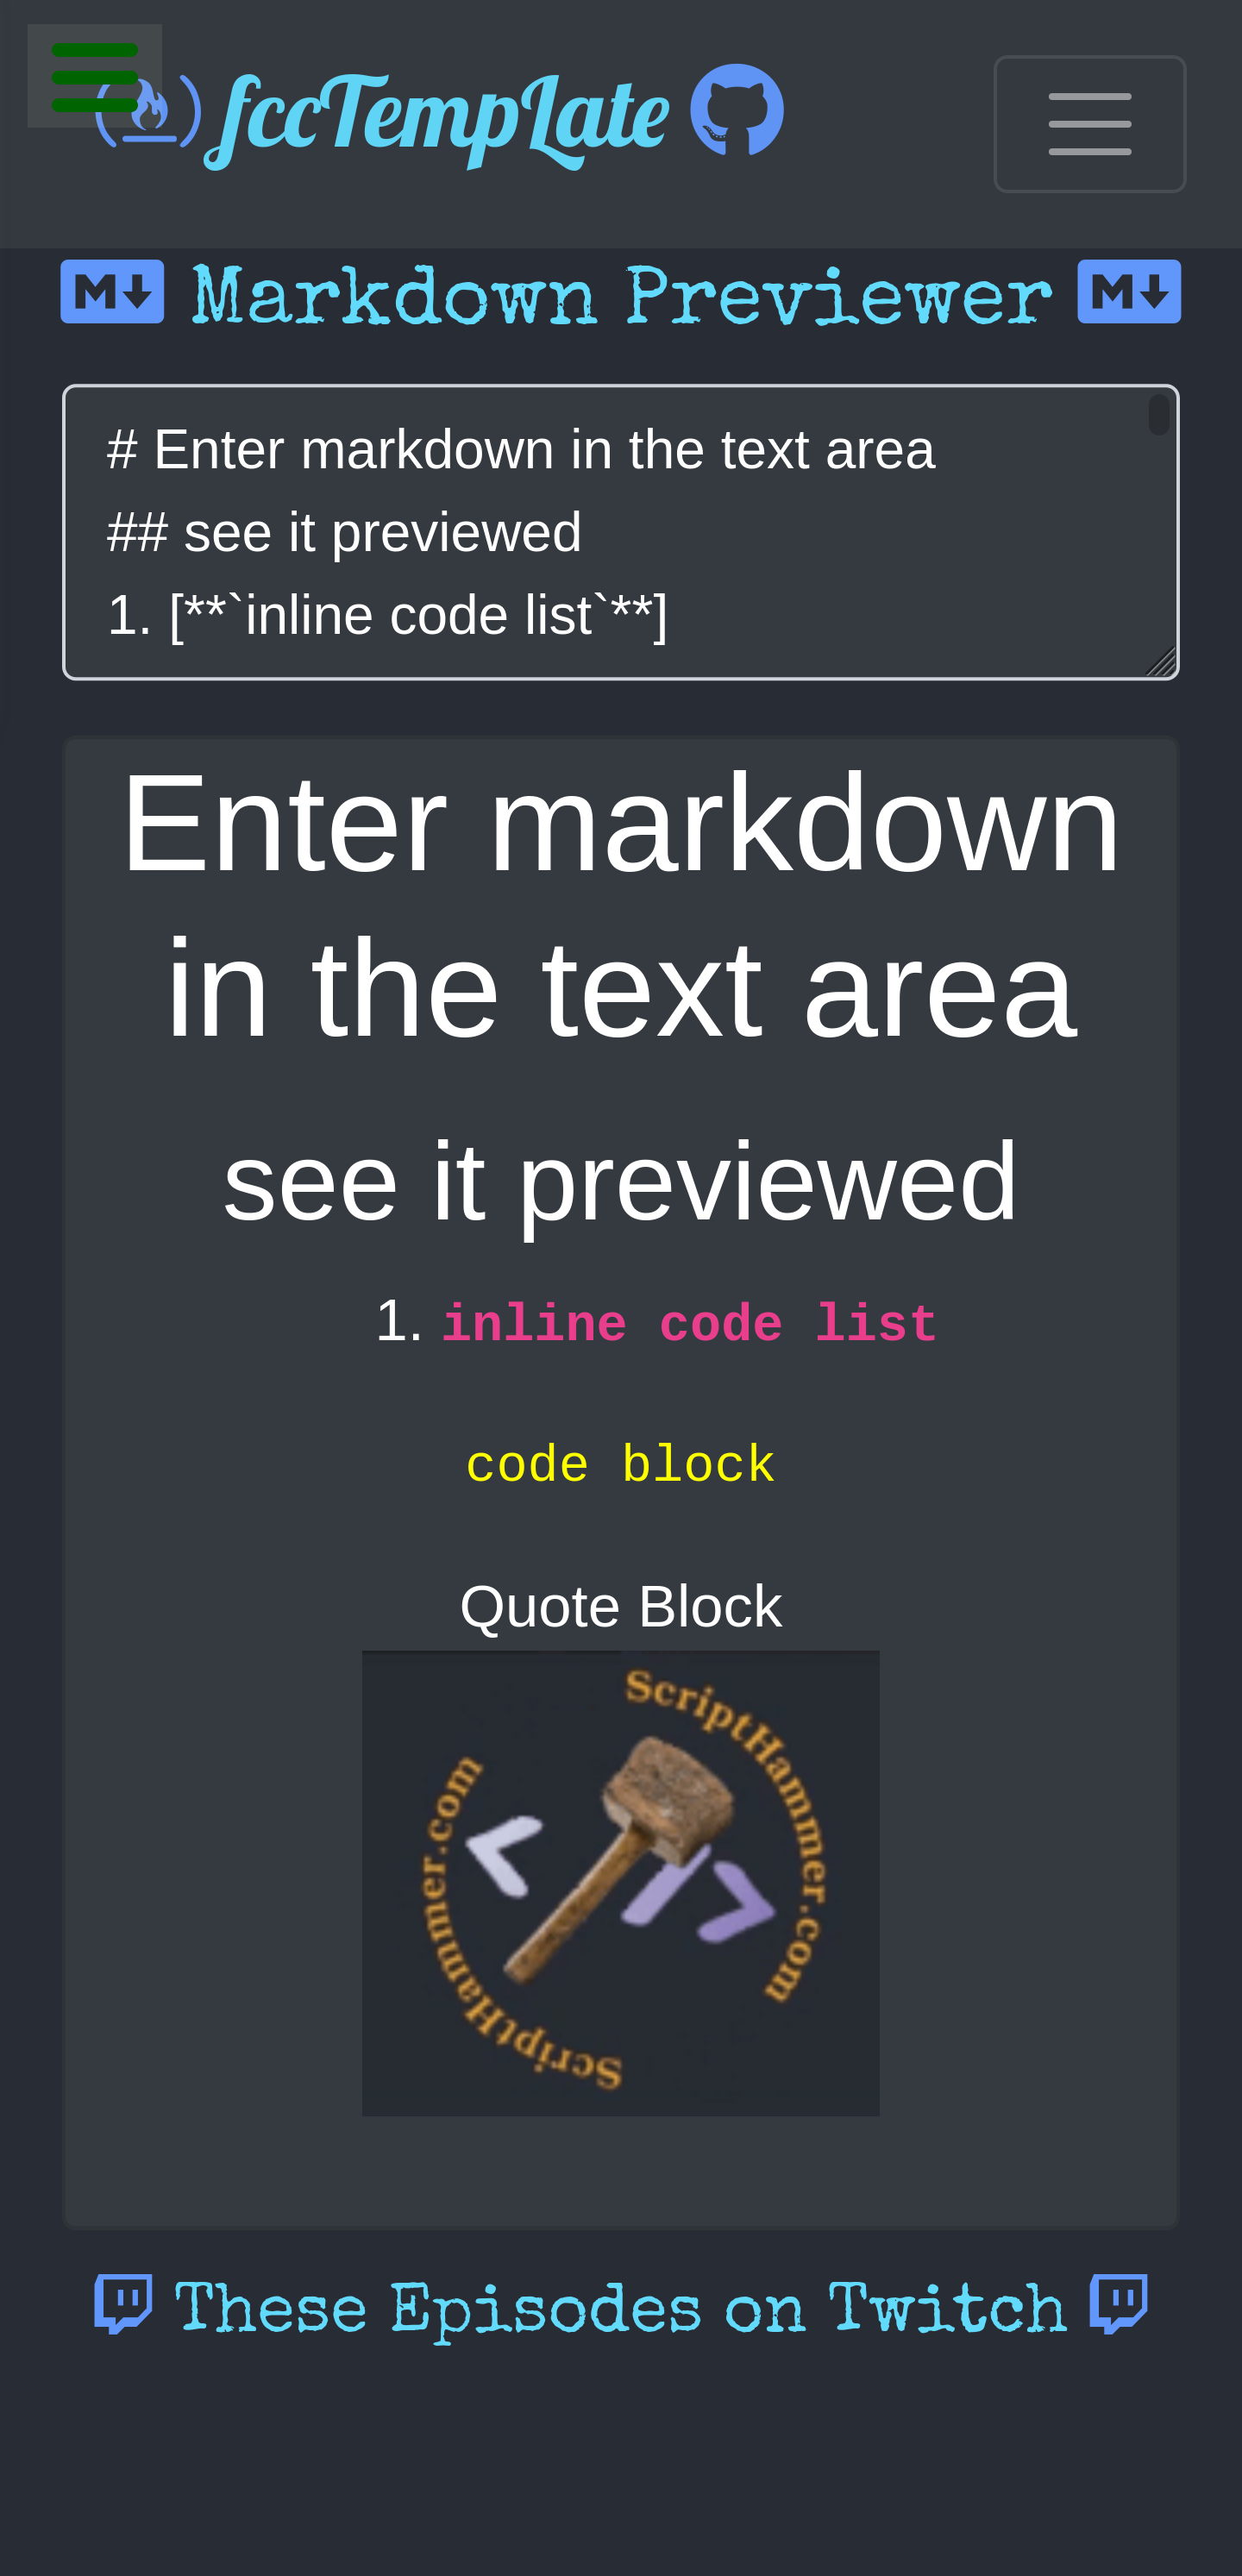 fccTempLate
M Markdown Previewer M
# Enter markdown in the text area
## see it previewed
1. [**`inline code list`**]
Enter markdown
in the text area
see it previewed
1. inline code list
code block
Quote Block
ScriptHammer.com
ScriptHammer.com
These Episodes on Twitch